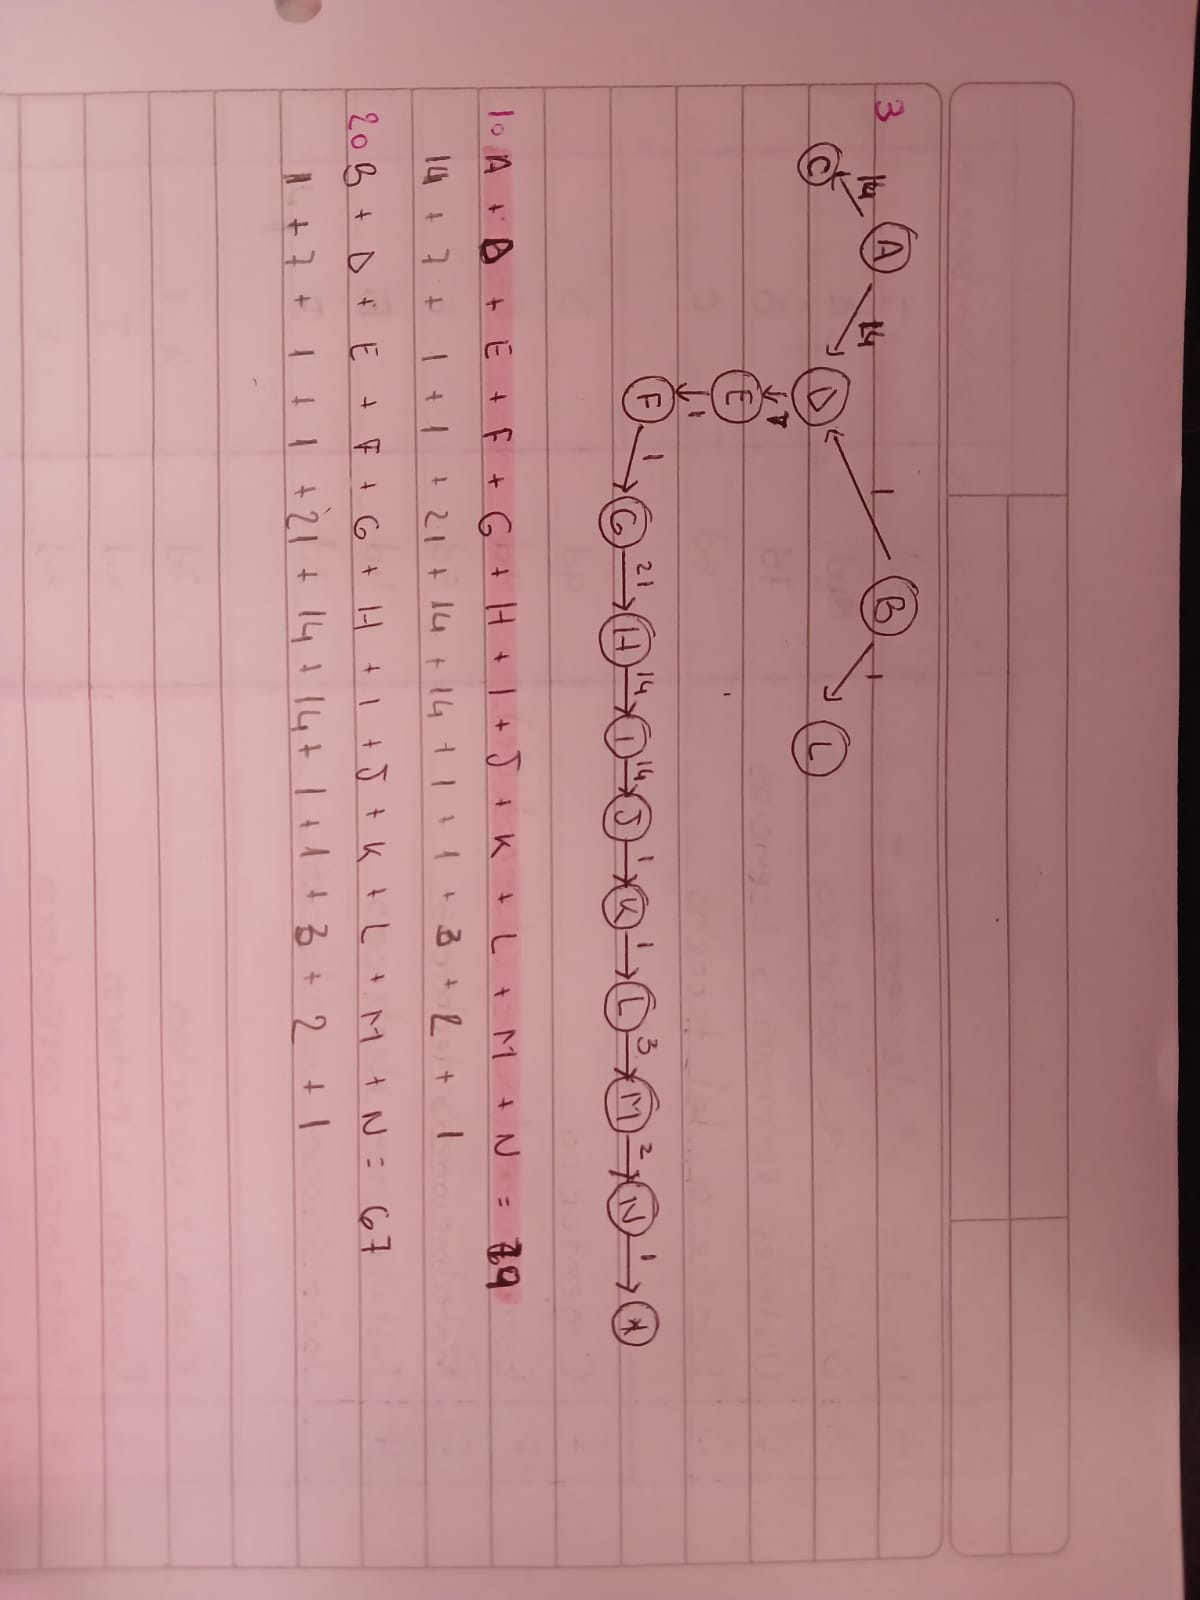 3
14 A 14 1 B 1
C D L
7
E
1
F 1 G 21 H 14 I 14 J 1 K 1 L 3 M 2 N 1 *
1. A + D + E + F + G + H + I + J + K + L + M + N =
14 + 7 + 1 + 1 + 21 + 14 + 14 + 1 + 1 + 3 + 2 + 1
2. B + D + E + F + G + H + I + J + K + L + M + N = 67
1 + 7 + 1 + 1 + 21 + 14 + 14 + 1 + 1 + 3 + 2 + 1